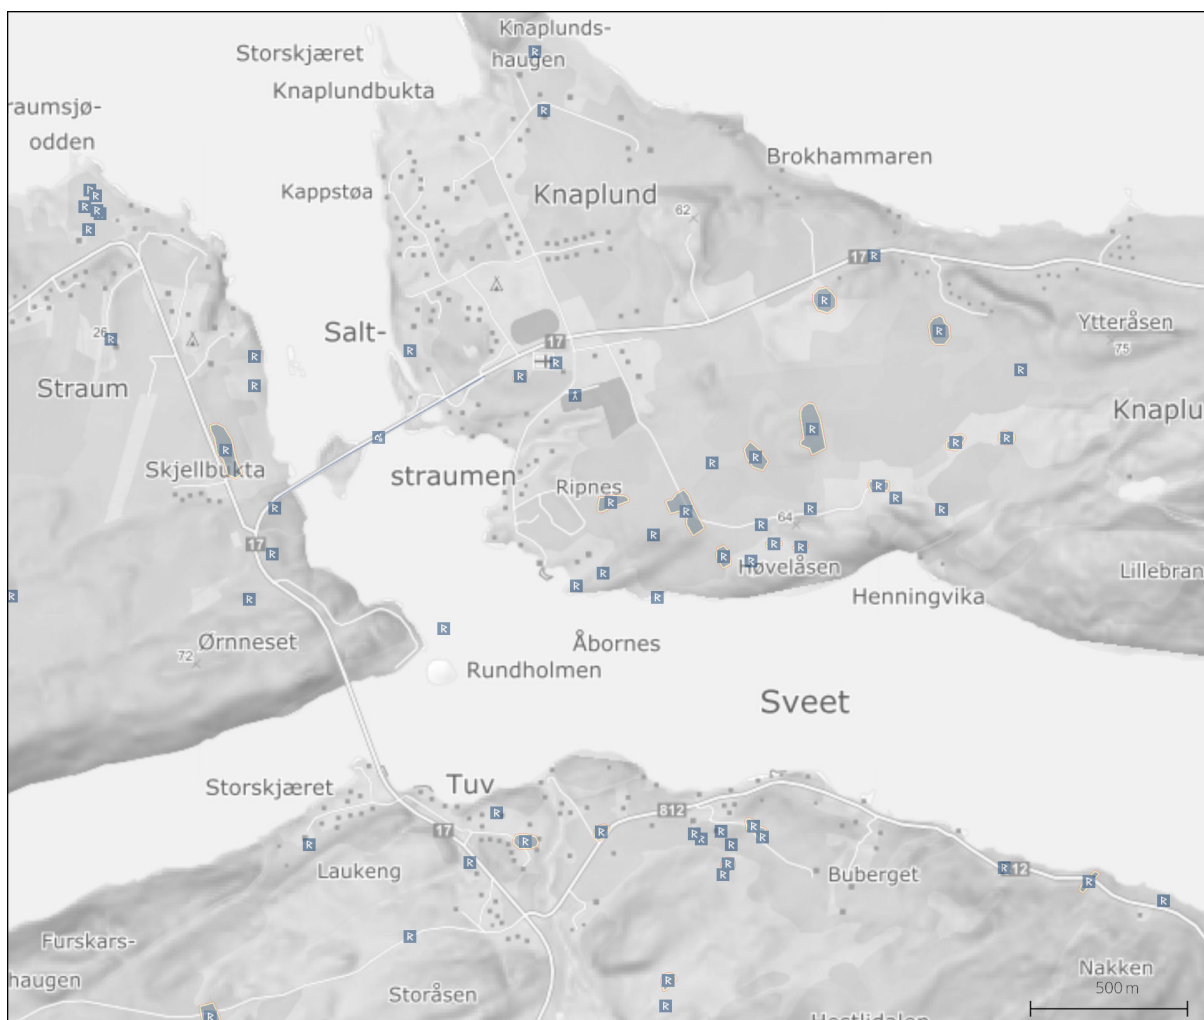 Knaplunds-
haugen
Storskjæret
Knaplundbukta
raumsjø-
odden
Brokhammaren
Kappstøa
Knaplund
62
17
Salt-
17
Ytteråsen
75
26
Straum
Knaplu
Skjellbukta
straumen
Ripnes
64
17
Høvelåsen
Lillebran
Henningvika
Ørnneset
72
Åbornes
Rundholmen
Sveet
Storskjæret
Tuv
812
17
Laukeng
Buberget
12
Furskars-
haugen
Nakken
500 m
Storåsen